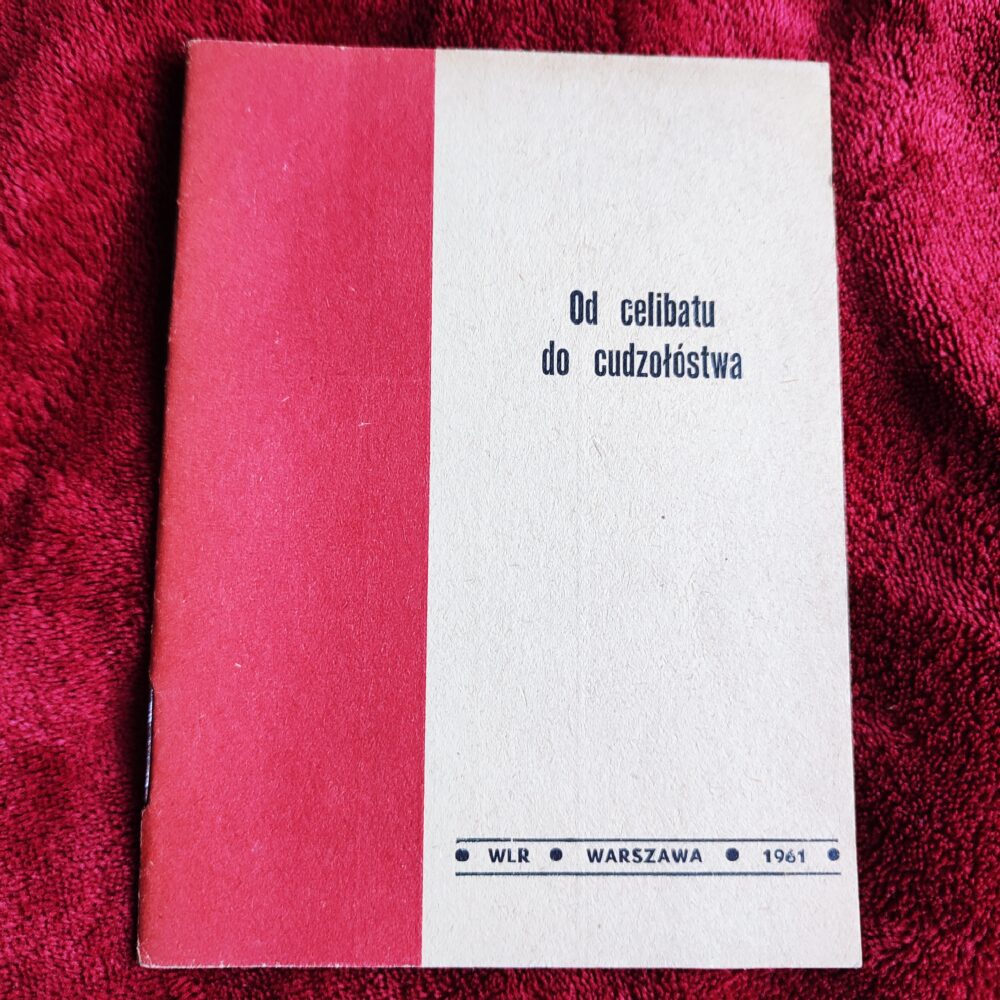 Od celibatu
do cudzołóstwa
● WLR ● WARSZAWA ● 1961 ●